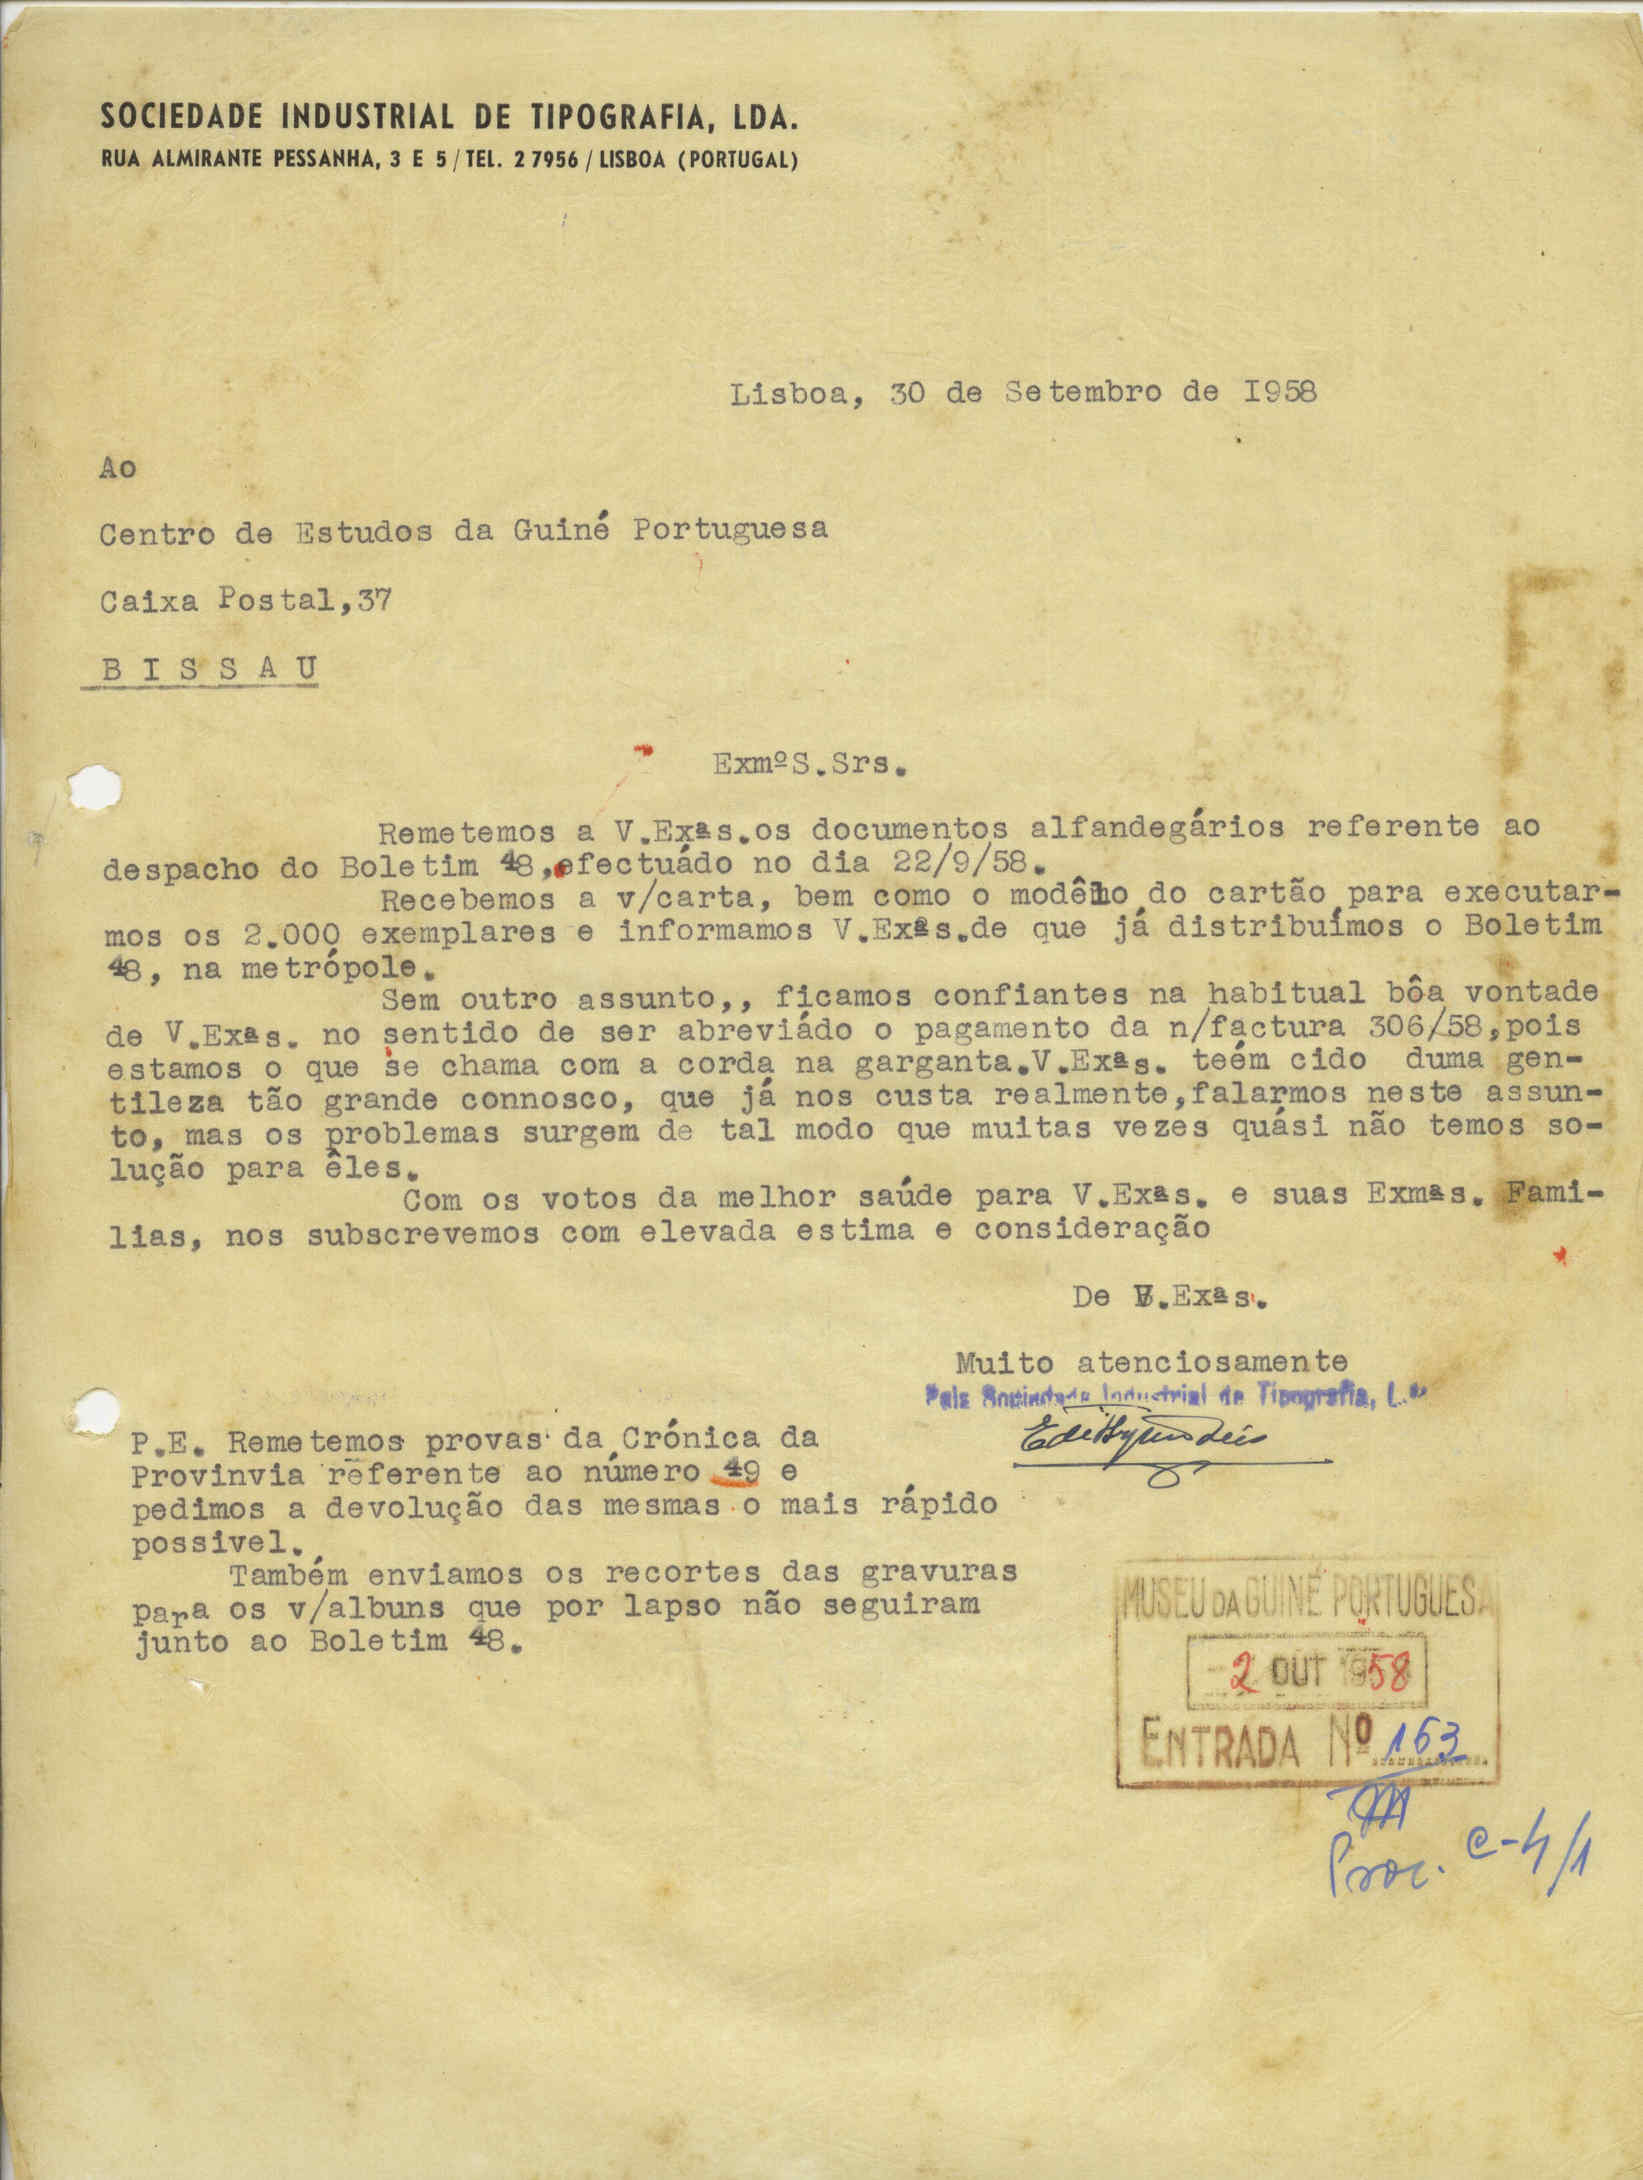 SOCIEDADE INDUSTRIAL DE TIPOGRAFIA, LDA.
RUA ALMIRANTE PESSANHA, 3 E 5 / TEL. 2 7956 / LISBOA (PORTUGAL)
Lisboa, 30 de Setembro de I958
Ao
Centro de Estudos da Guiné Portuguesa
Caixa Postal,37
B I S S A U
ExmºS.Srs.
Remetemos a V.Exªs.os documentos alfandegários referente ao
despacho do Boletim 48,efectuádo no dia 22/9/58.
Recebemos a v/carta, bem como o modêlho do cartão para executar-
mos os 2.000 exemplares e informamos V.Exªs.de que já distribuímos o Boletim
48, na metrópole.
Sem outro assunto,, ficamos confiantes na habitual bôa vontade
de V.Exªs. no sentido de ser abreviádo o pagamento da n/factura 306/58,pois
estamos o que se chama com a corda na garganta.V.Exªs. teém cido duma gen-
tileza tão grande connosco, que já nos custa realmente,falarmos neste assun-
to, mas os problemas surgem de tal modo que muitas vezes quási não temos so-
lução para êles.
Com os votos da melhor saúde para V.Exªs. e suas Exmªs. Fami-
lias, nos subscrevemos com elevada estima e consideração
De V.Exªs.
Muito atenciosamente
Pela Sociedade Industrial de Tipografia, L.da
P.E. Remetemos provas da Crónica da
Provinvia referente ao número 49 e
pedimos a devolução das mesmas o mais rápido
possivel.
Também enviamos os recortes das gravuras
para os v/albuns que por lapso não seguiram
junto ao Boletim 48.
MUSEU DA GUINÉ PORTUGUESA
2 OUT 1958
ENTRADA Nº 163
Proc. C-4/1